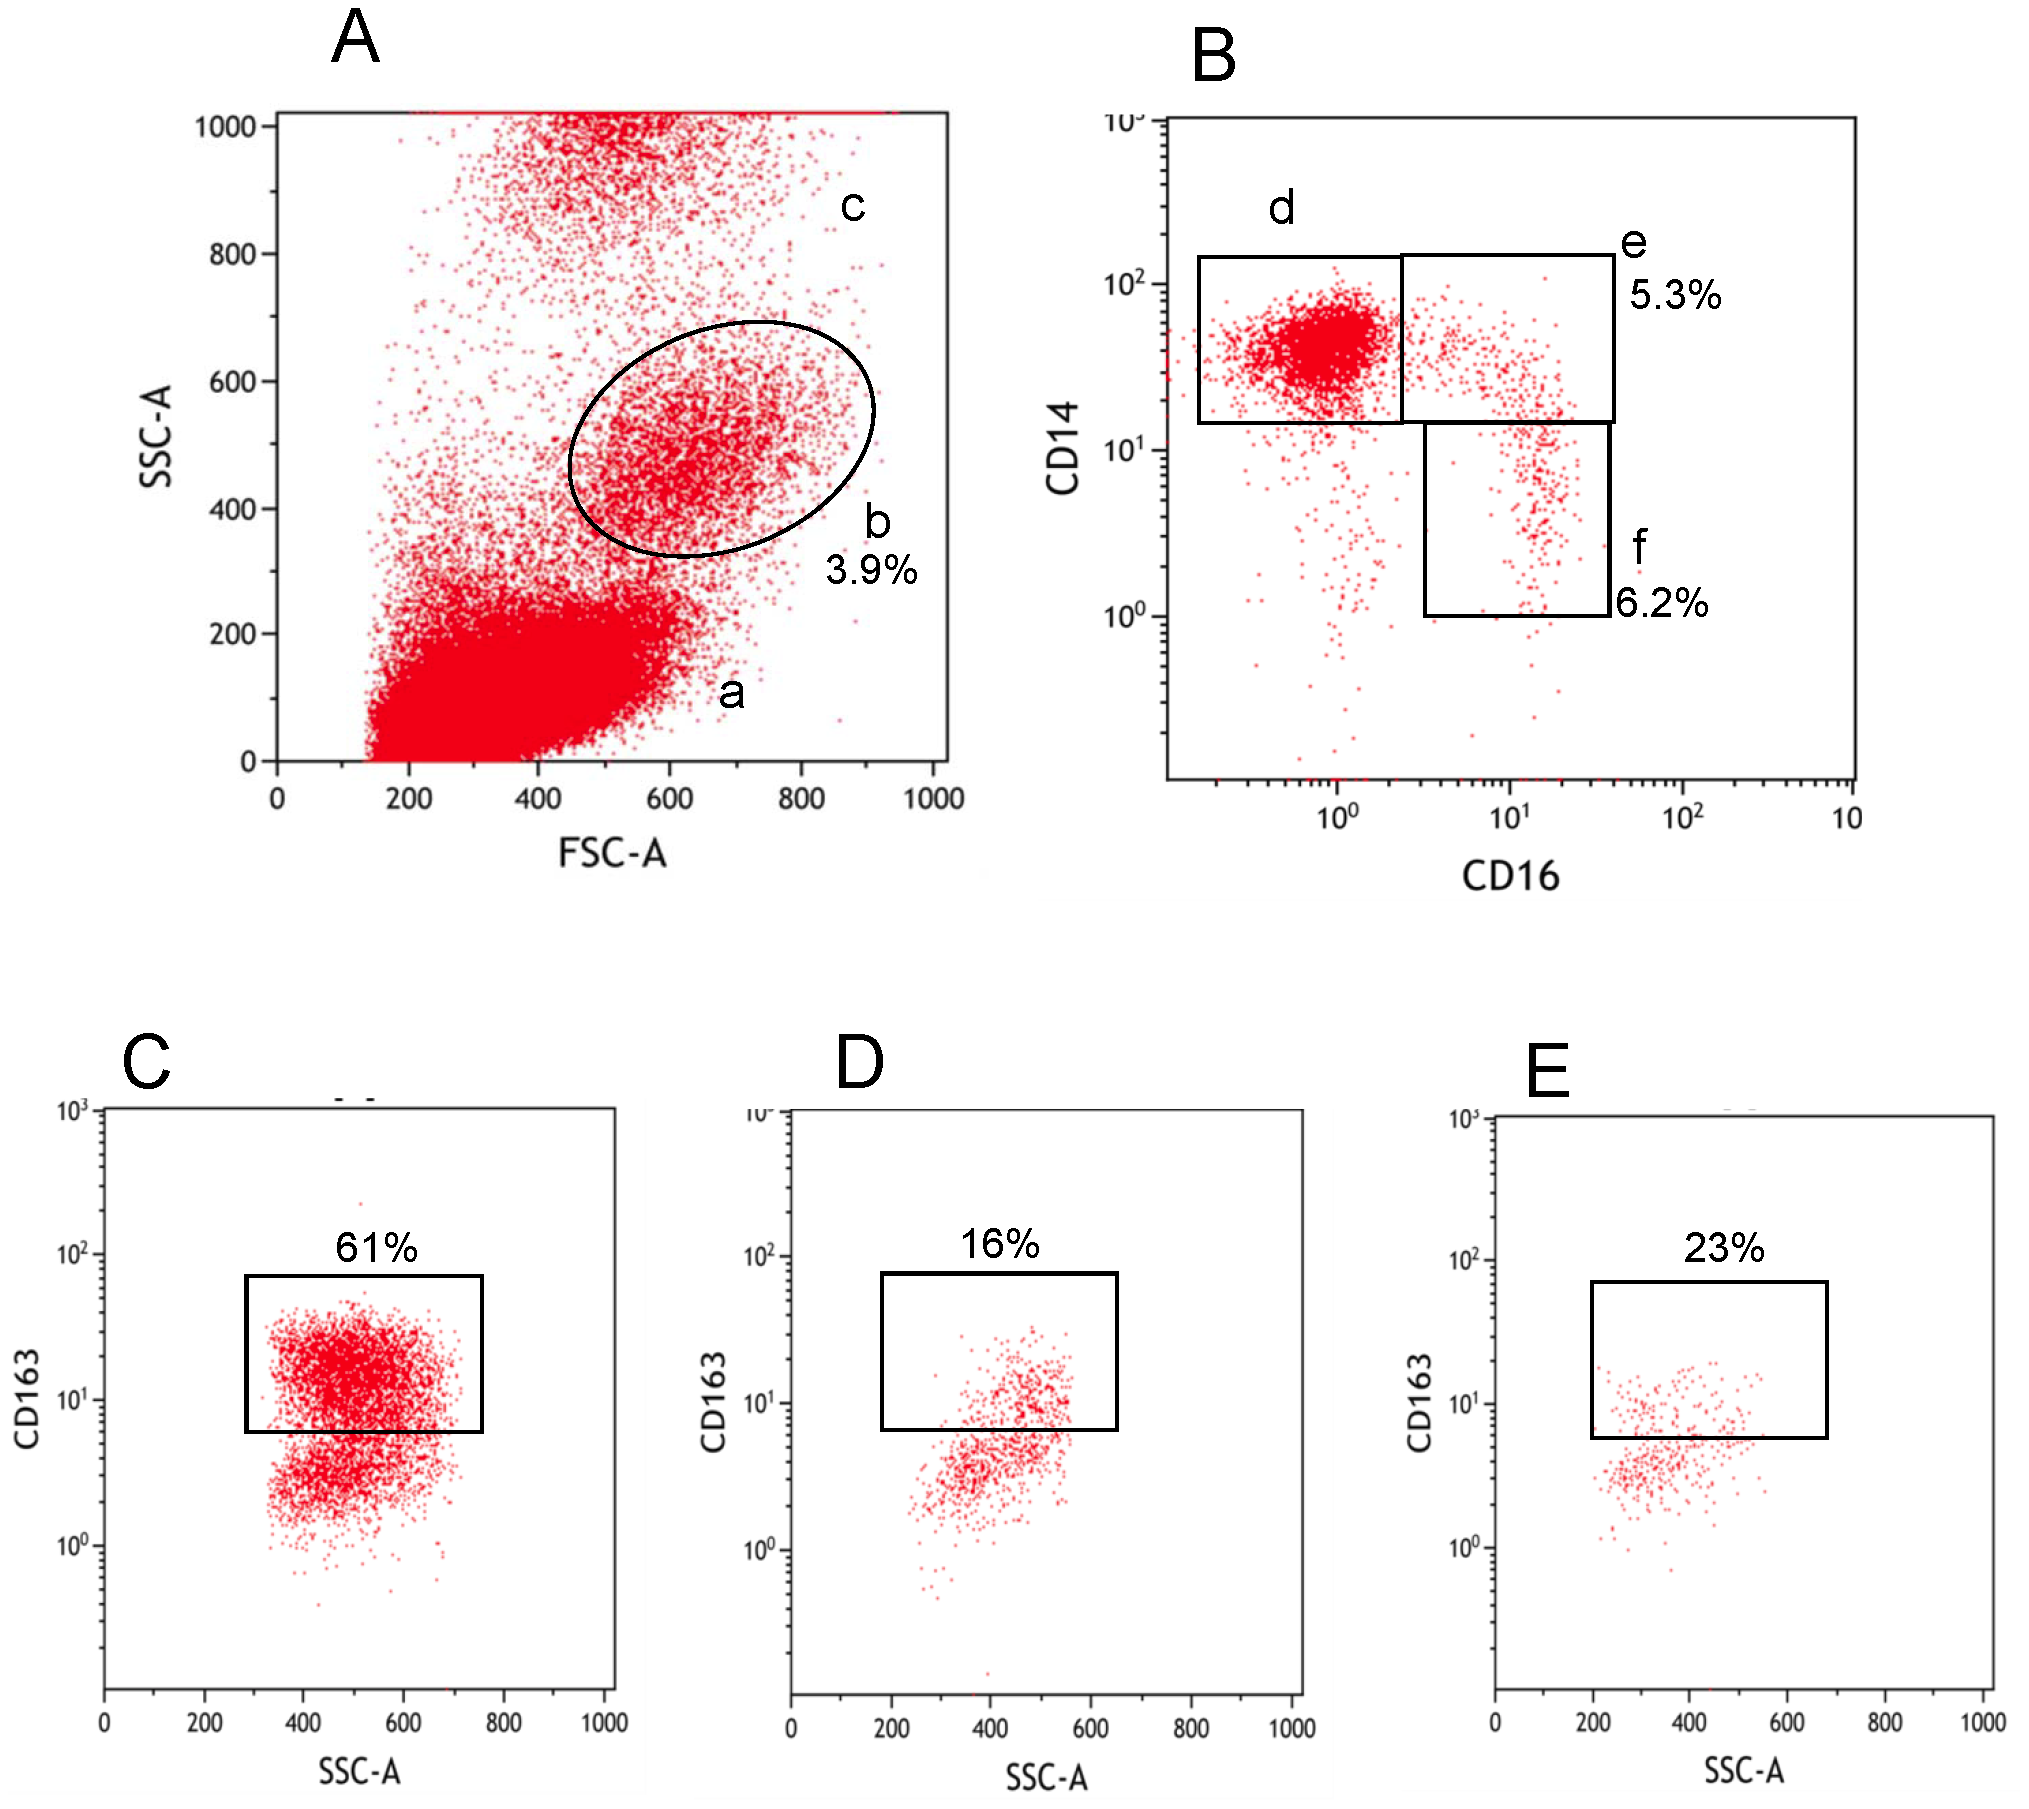 A
B
1000
800
600
400
200
0
SSC-A
c
b
3.9%
a
0 200 400 600 800 1000
FSC-A
d
e
5.3%
f
6.2%
10²
10¹
10⁰
CD14
10⁰ 10¹ 10² 10
CD16
C
D
E
10³
10²
10¹
10⁰
CD163
61%
0 200 400 600 800 1000
SSC-A
10²
10¹
10⁰
CD163
16%
0 200 400 600 800 1000
SSC-A
10³
10²
10¹
10⁰
CD163
23%
0 200 400 600 800 1000
SSC-A